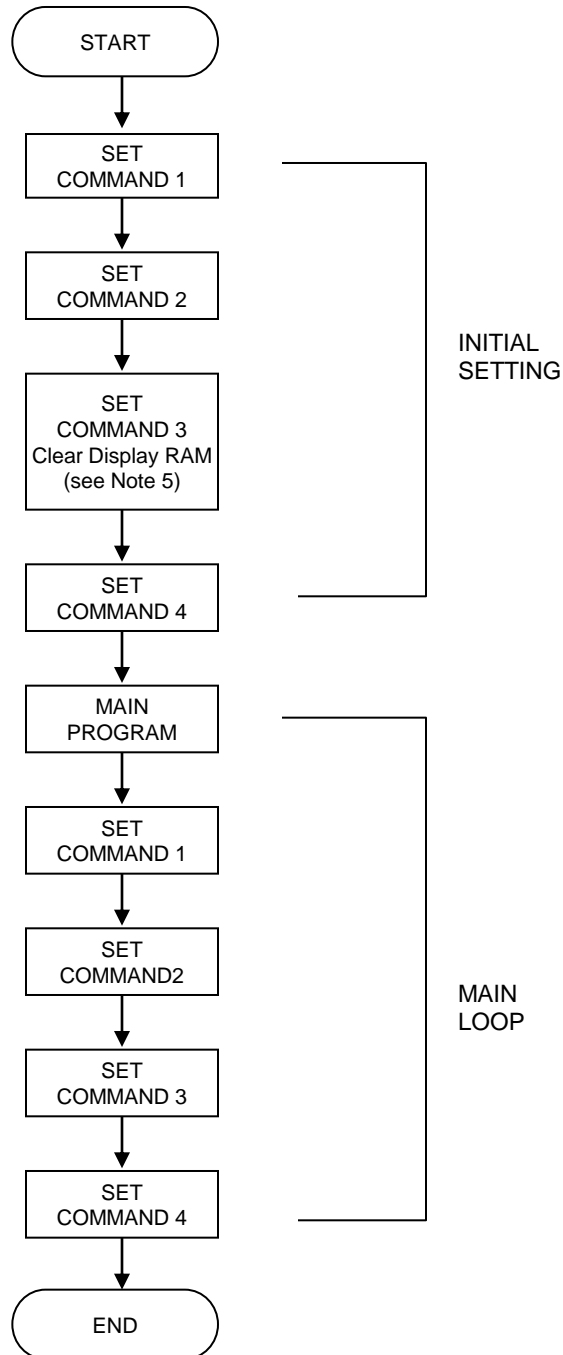 START
SET
COMMAND 1
SET
COMMAND 2
SET
COMMAND 3
Clear Display RAM
(see Note 5)
SET
COMMAND 4
INITIAL
SETTING
MAIN
PROGRAM
SET
COMMAND 1
SET
COMMAND2
SET
COMMAND 3
SET
COMMAND 4
MAIN
LOOP
END